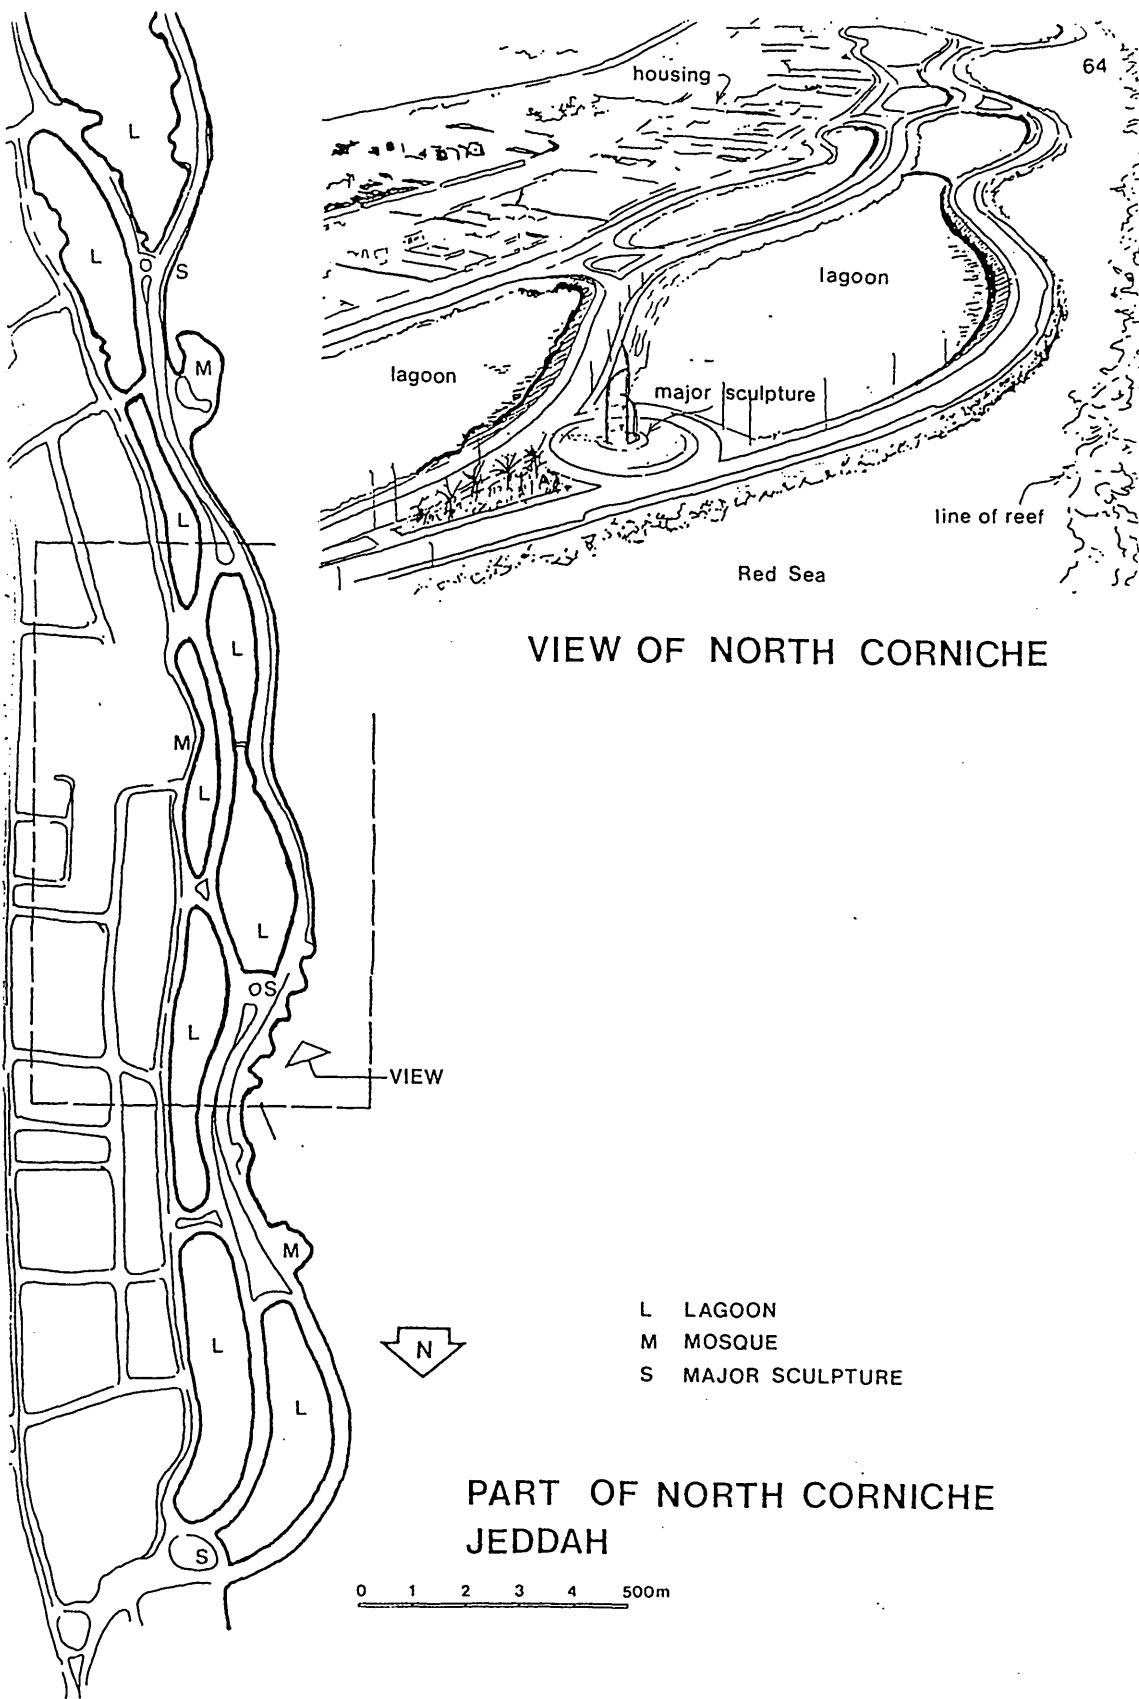 64
housing
lagoon
lagoon
major sculpture
line of reef
Red Sea
VIEW OF NORTH CORNICHE
L
L
S
M
L
L
M
L
L
OS
L
VIEW
M
L
L
S
N
L LAGOON
M MOSQUE
S MAJOR SCULPTURE
PART OF NORTH CORNICHE
JEDDAH
0 1 2 3 4 500m